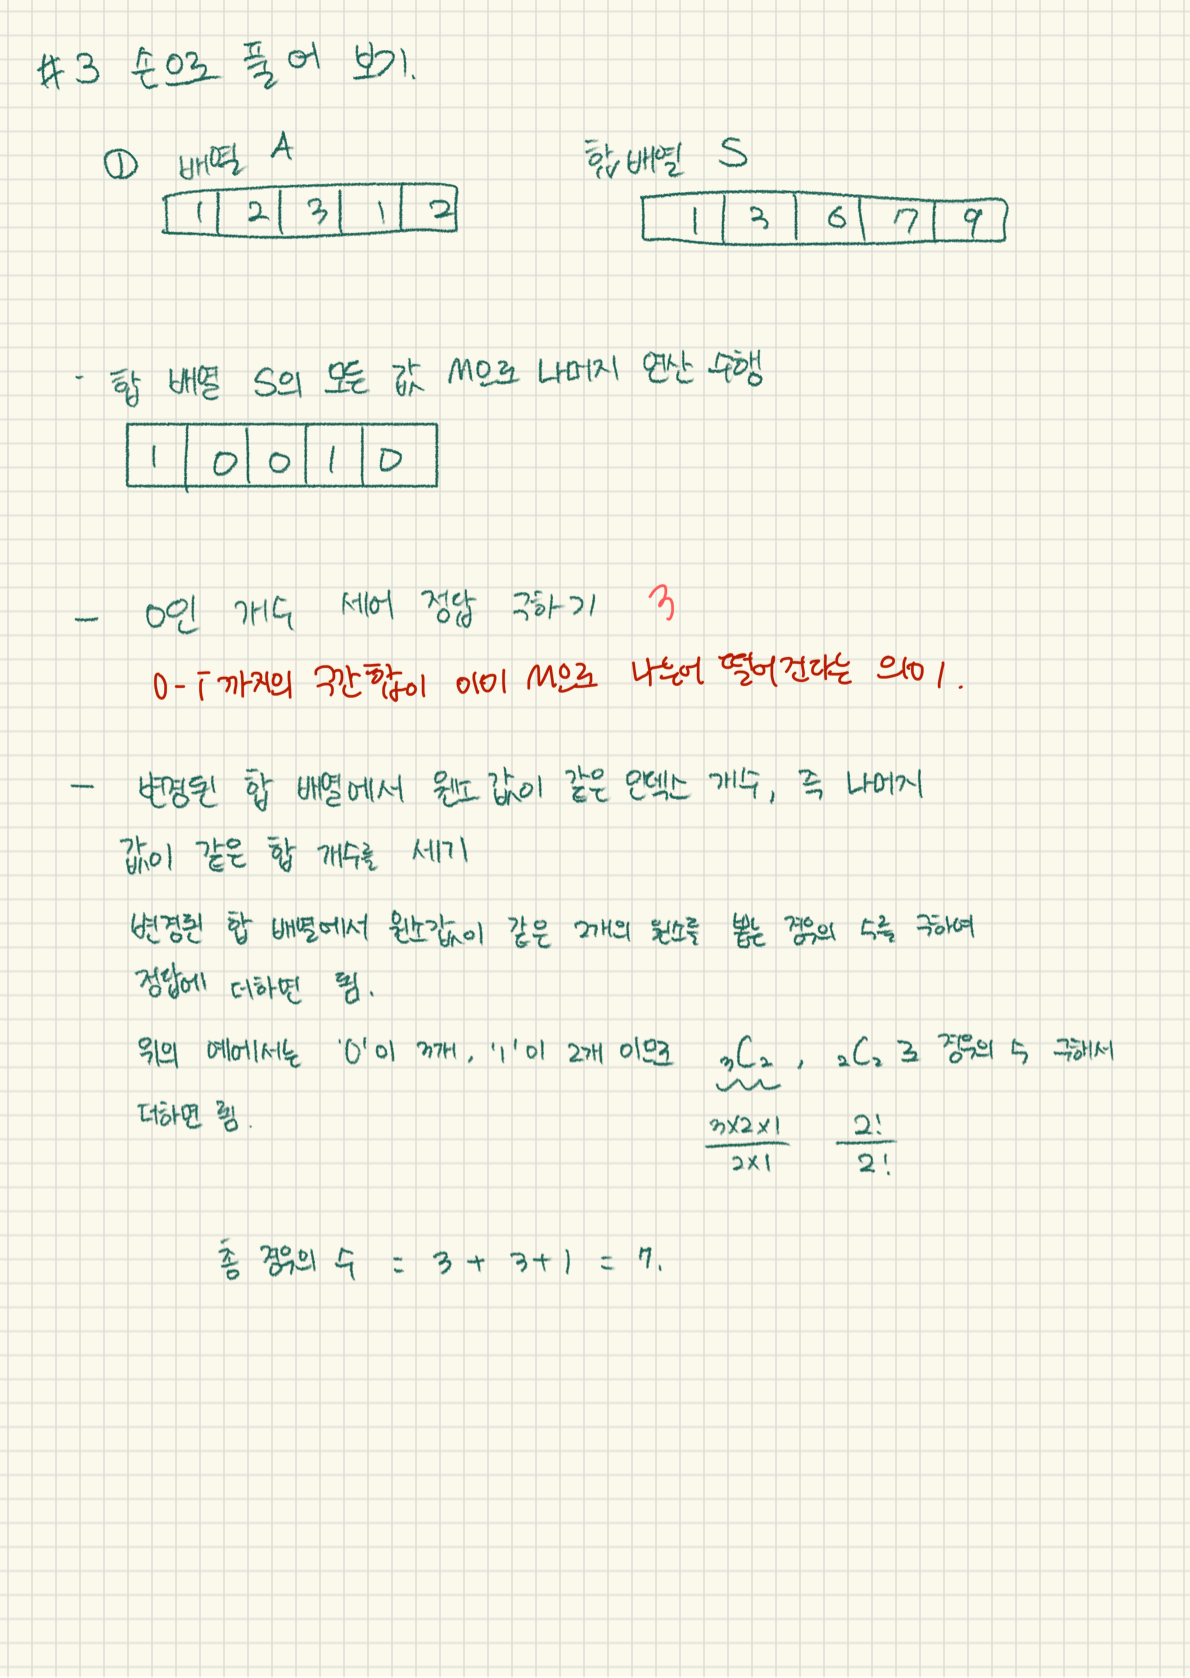 #3 손으로 풀어 보기.
① 배열 A
합 배열 S
1 2 3 1 2
1 3 6 7 9
- 합 배열 S의 모든 값 M으로 나머지 연산 수행
1 0 0 1 0
- 0인 개수 세어 정답 구하기 3
0-i까지의 구간합이 이미 M으로 나누어 떨어진다는 의미.
- 변경된 합 배열에서 원소 값이 같은 인덱스 개수, 즉 나머지
값이 같은 합 개수를 세기
변경된 합 배열에서 원소값이 같은 2개의 원소를 뽑는 경우의 수를 구하여
정답에 더하면 됨.
위의 예에서는 '0'이 3개, '1'이 2개 이므로 ₃C₂, ₂C₂ 로 경우의 수 구해서
더하면 됨.
3×2×1 2!
2×1 2!
총 경우의 수 = 3 + 3+1 = 7.